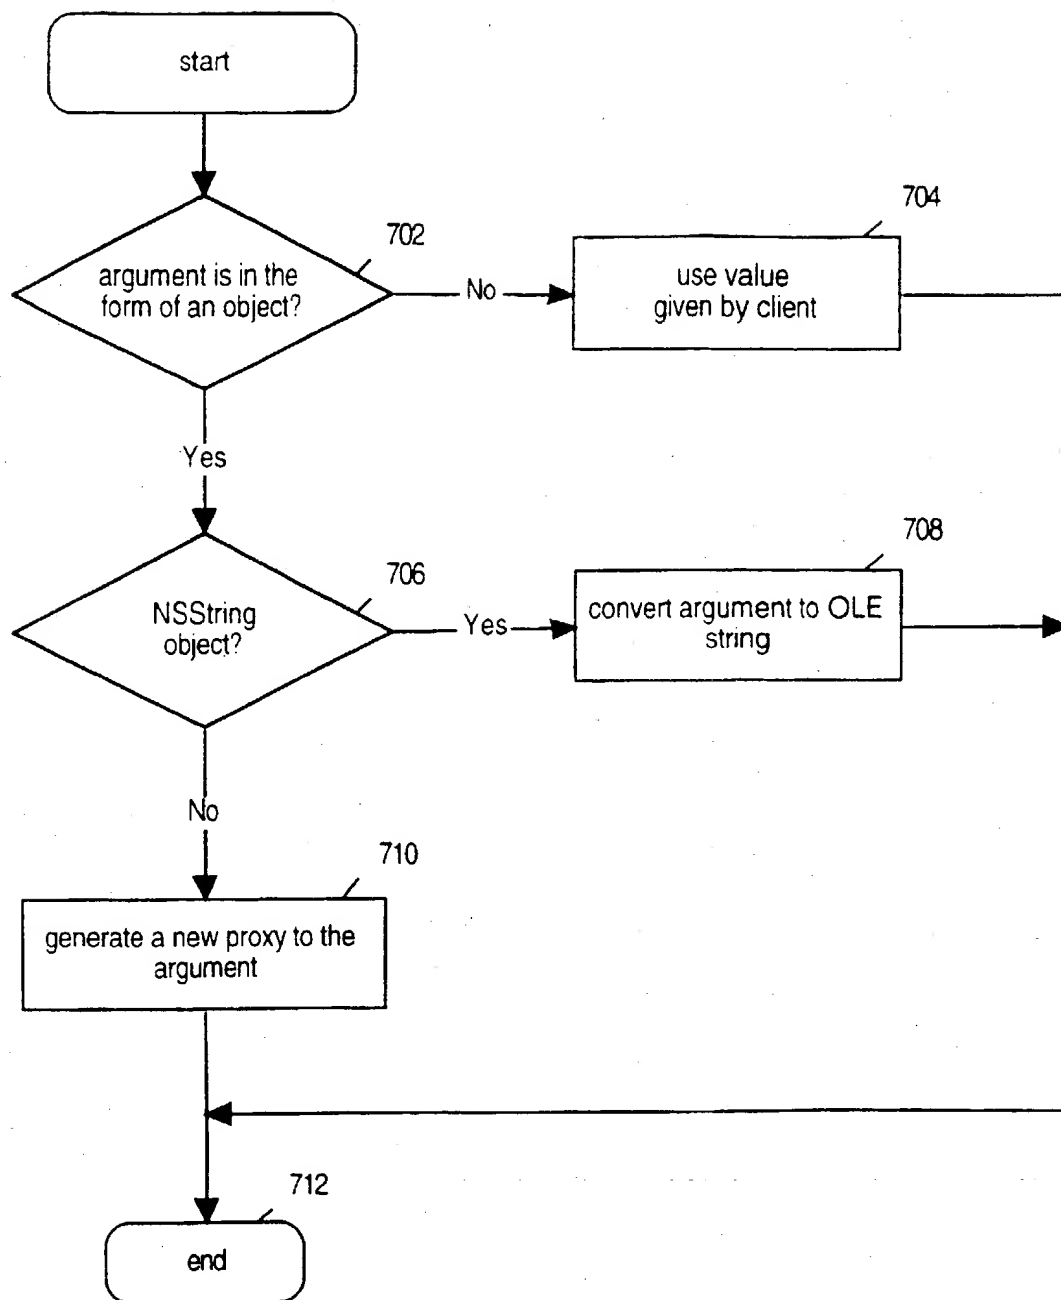 start
702
argument is in the
form of an object?
No
704
use value
given by client
Yes
706
NSString
object?
Yes
708
convert argument to OLE
string
No
710
generate a new proxy to the
argument
712
end